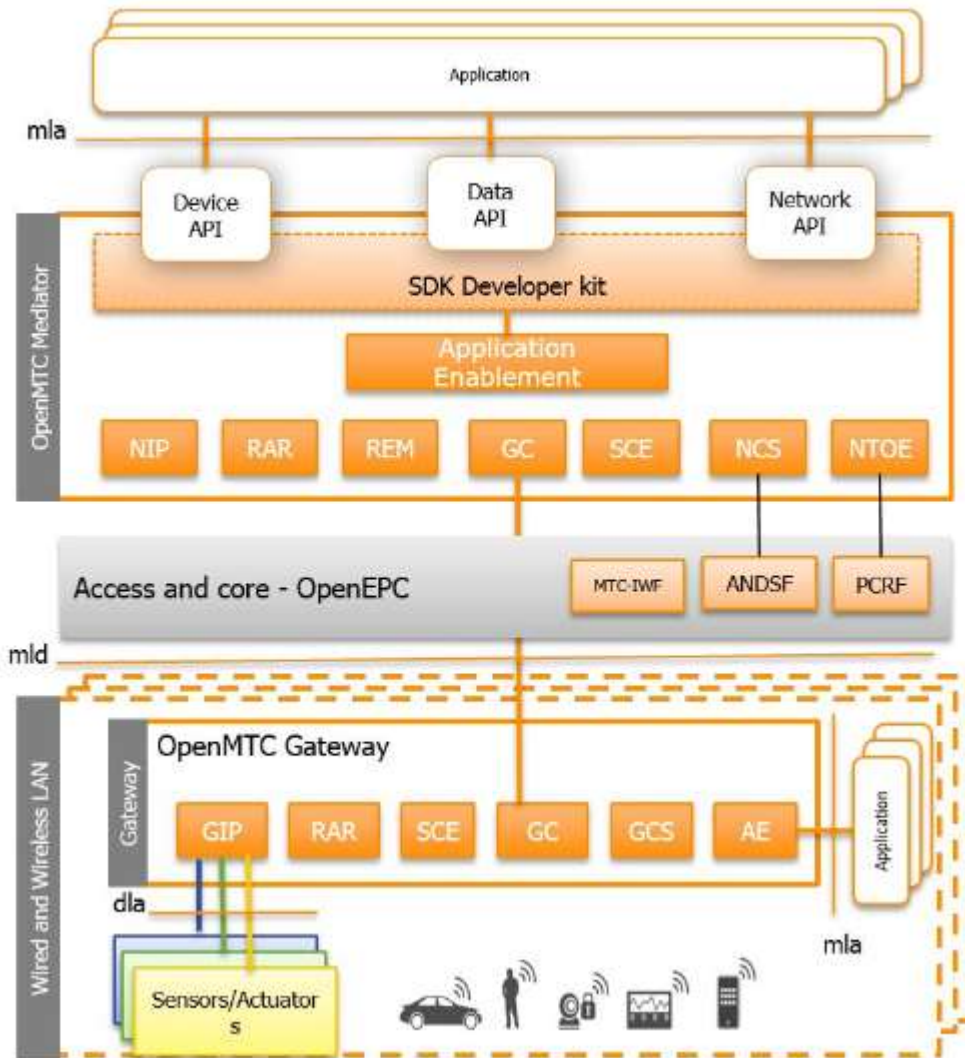 Application
mla
Device
API
Data
API
Network
API
OpenMTC Mediator
SDK Developer kit
Application
Enablement
NIP
RAR
REM
GC
SCE
NCS
NTOE
Access and core - OpenEPC
MTC-IWF
ANDSF
PCRF
mld
Wired and Wireless LAN
Gateway
OpenMTC Gateway
GIP
RAR
SCE
GC
GCS
AE
Application
dla
mla
Sensors/Actuator
s